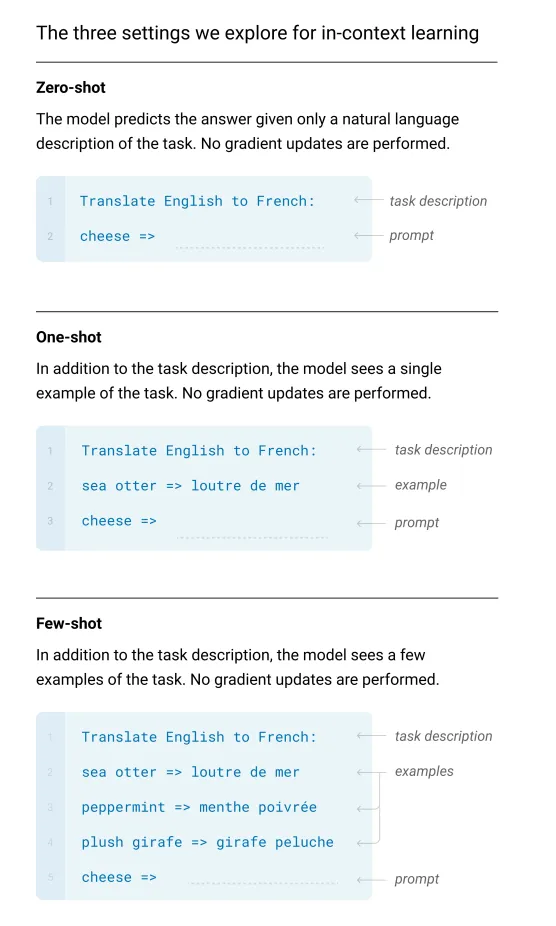 The three settings we explore for in-context learning
Zero-shot
The model predicts the answer given only a natural language
description of the task. No gradient updates are performed.
1 Translate English to French: task description
2 cheese => prompt
One-shot
In addition to the task description, the model sees a single
example of the task. No gradient updates are performed.
1 Translate English to French: task description
2 sea otter => loutre de mer example
3 cheese => prompt
Few-shot
In addition to the task description, the model sees a few
examples of the task. No gradient updates are performed.
1 Translate English to French: task description
2 sea otter => loutre de mer examples
3 peppermint => menthe poivrée
4 plush girafe => girafe peluche
5 cheese => prompt